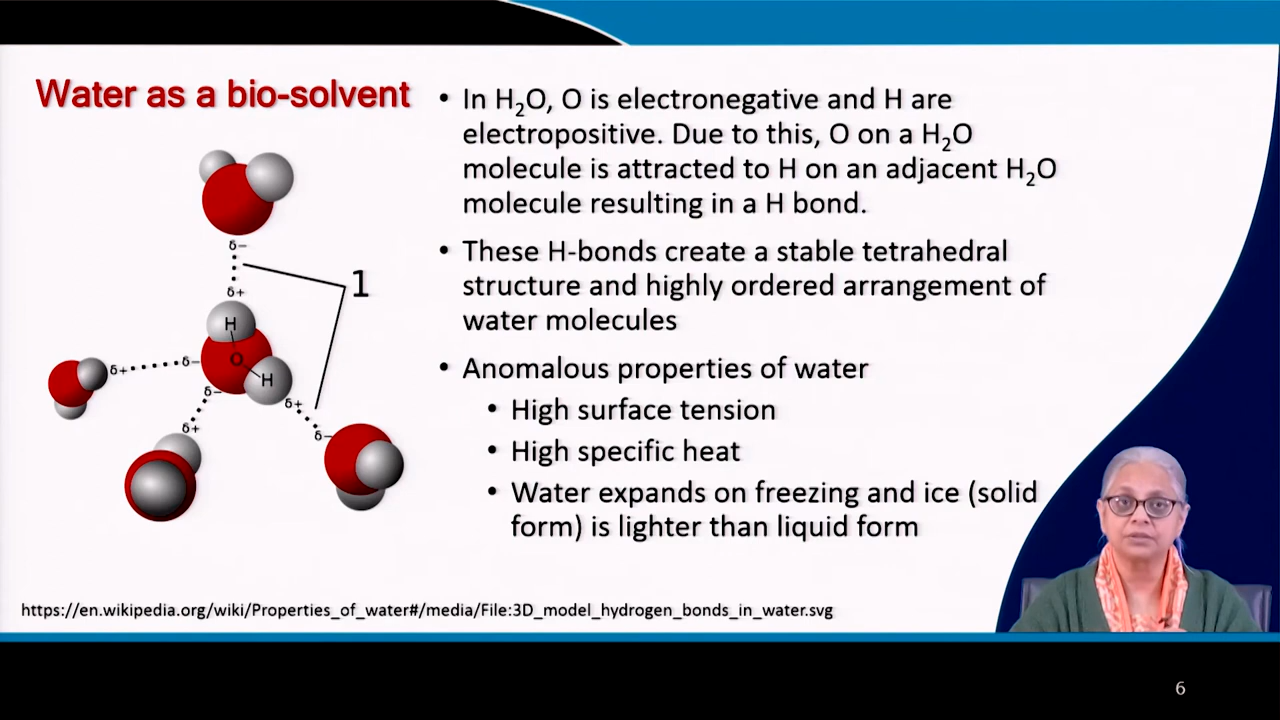 Water as a bio-solvent
• In H₂O, O is electronegative and H are
electropositive. Due to this, O on a H₂O
molecule is attracted to H on an adjacent H₂O
molecule resulting in a H bond.
• These H-bonds create a stable tetrahedral
structure and highly ordered arrangement of
water molecules
• Anomalous properties of water
• High surface tension
• High specific heat
• Water expands on freezing and ice (solid
form) is lighter than liquid form
δ−
1
δ+
H
δ+
δ−
O
H
δ−
δ+
δ+
δ−
https://en.wikipedia.org/wiki/Properties_of_water#/media/File:3D_model_hydrogen_bonds_in_water.svg
6